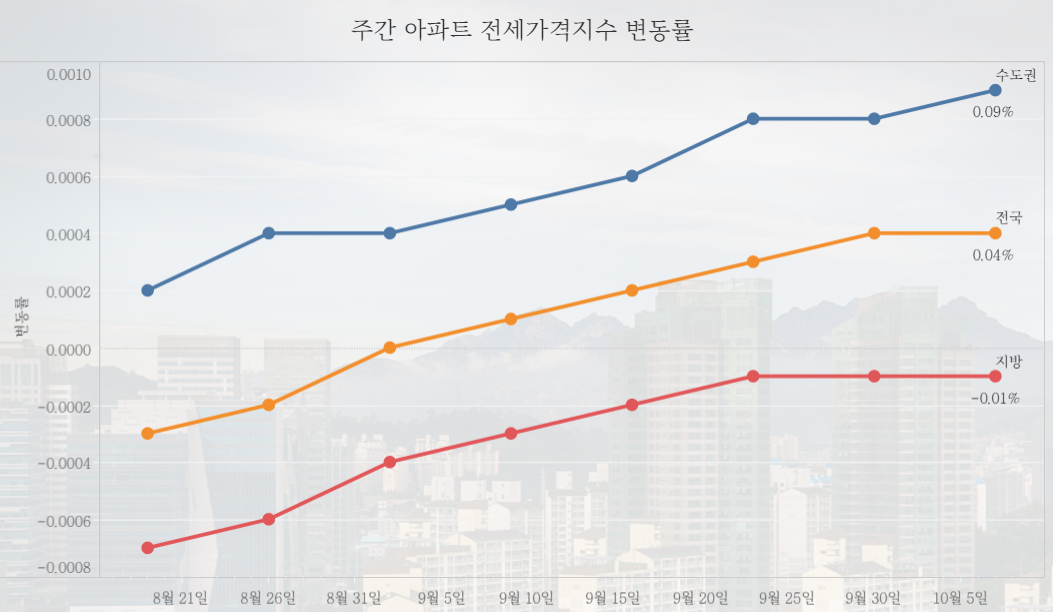 주간 아파트 전세가격지수 변동률
변동률
0.0010
0.0008
0.0006
0.0004
0.0002
0.0000
-0.0002
-0.0004
-0.0006
-0.0008
수도권
0.09%
전국
0.04%
지방
-0.01%
8월 21일 8월 26일 8월 31일 9월 5일 9월 10일 9월 15일 9월 20일 9월 25일 9월 30일 10월 5일